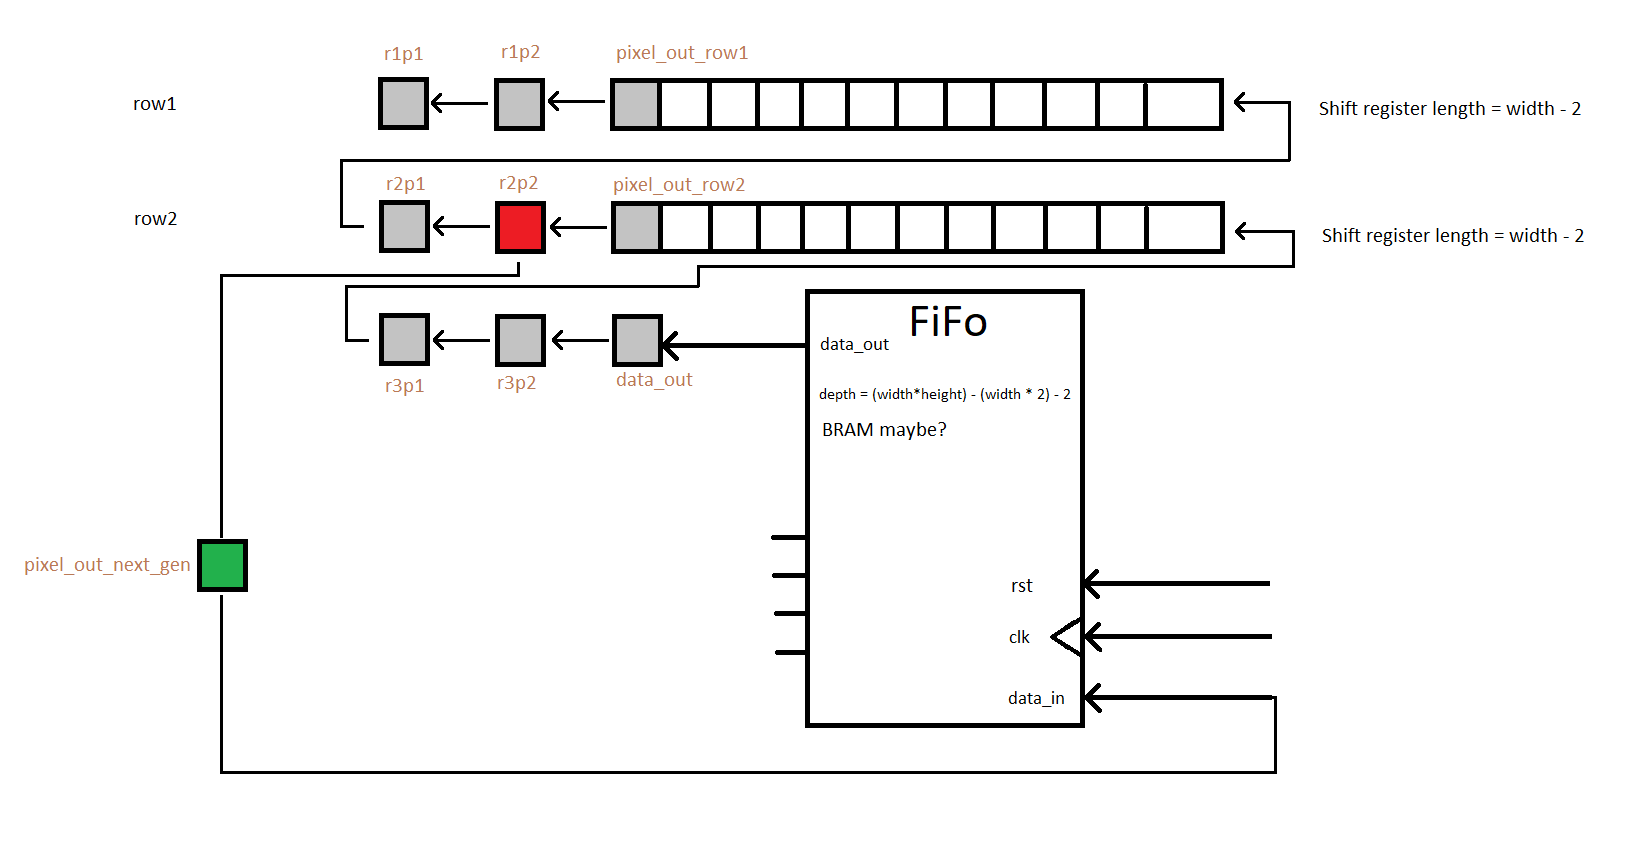 r1p1 r1p2 pixel_out_row1
row1
Shift register length = width - 2
r2p1 r2p2 pixel_out_row2
row2
Shift register length = width - 2
FiFo
data_out
r3p1 r3p2 data_out
depth = (width*height) - (width * 2) - 2
BRAM maybe?
pixel_out_next_gen
rst
clk
data_in